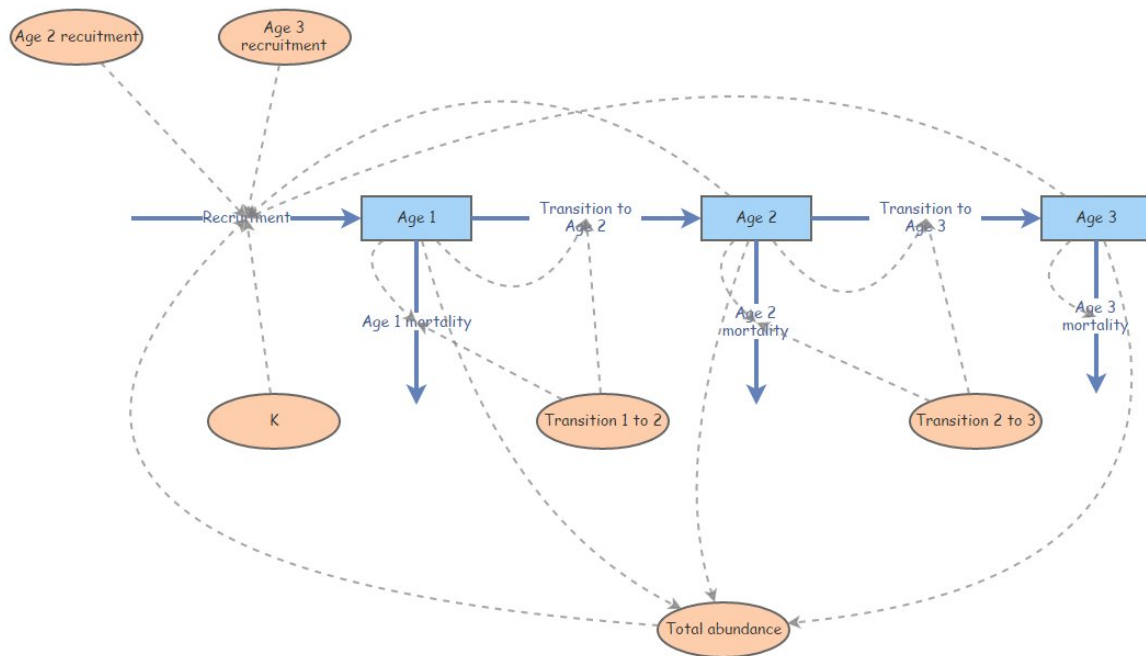 Age 2 recuitment
Age 3
recruitment
Recruitment
Age 1
Transition to
Age 2
Age 2
Transition to
Age 3
Age 3
Age 1 mortality
Age 2
mortality
Age 3
mortality
K
Transition 1 to 2
Transition 2 to 3
Total abundance